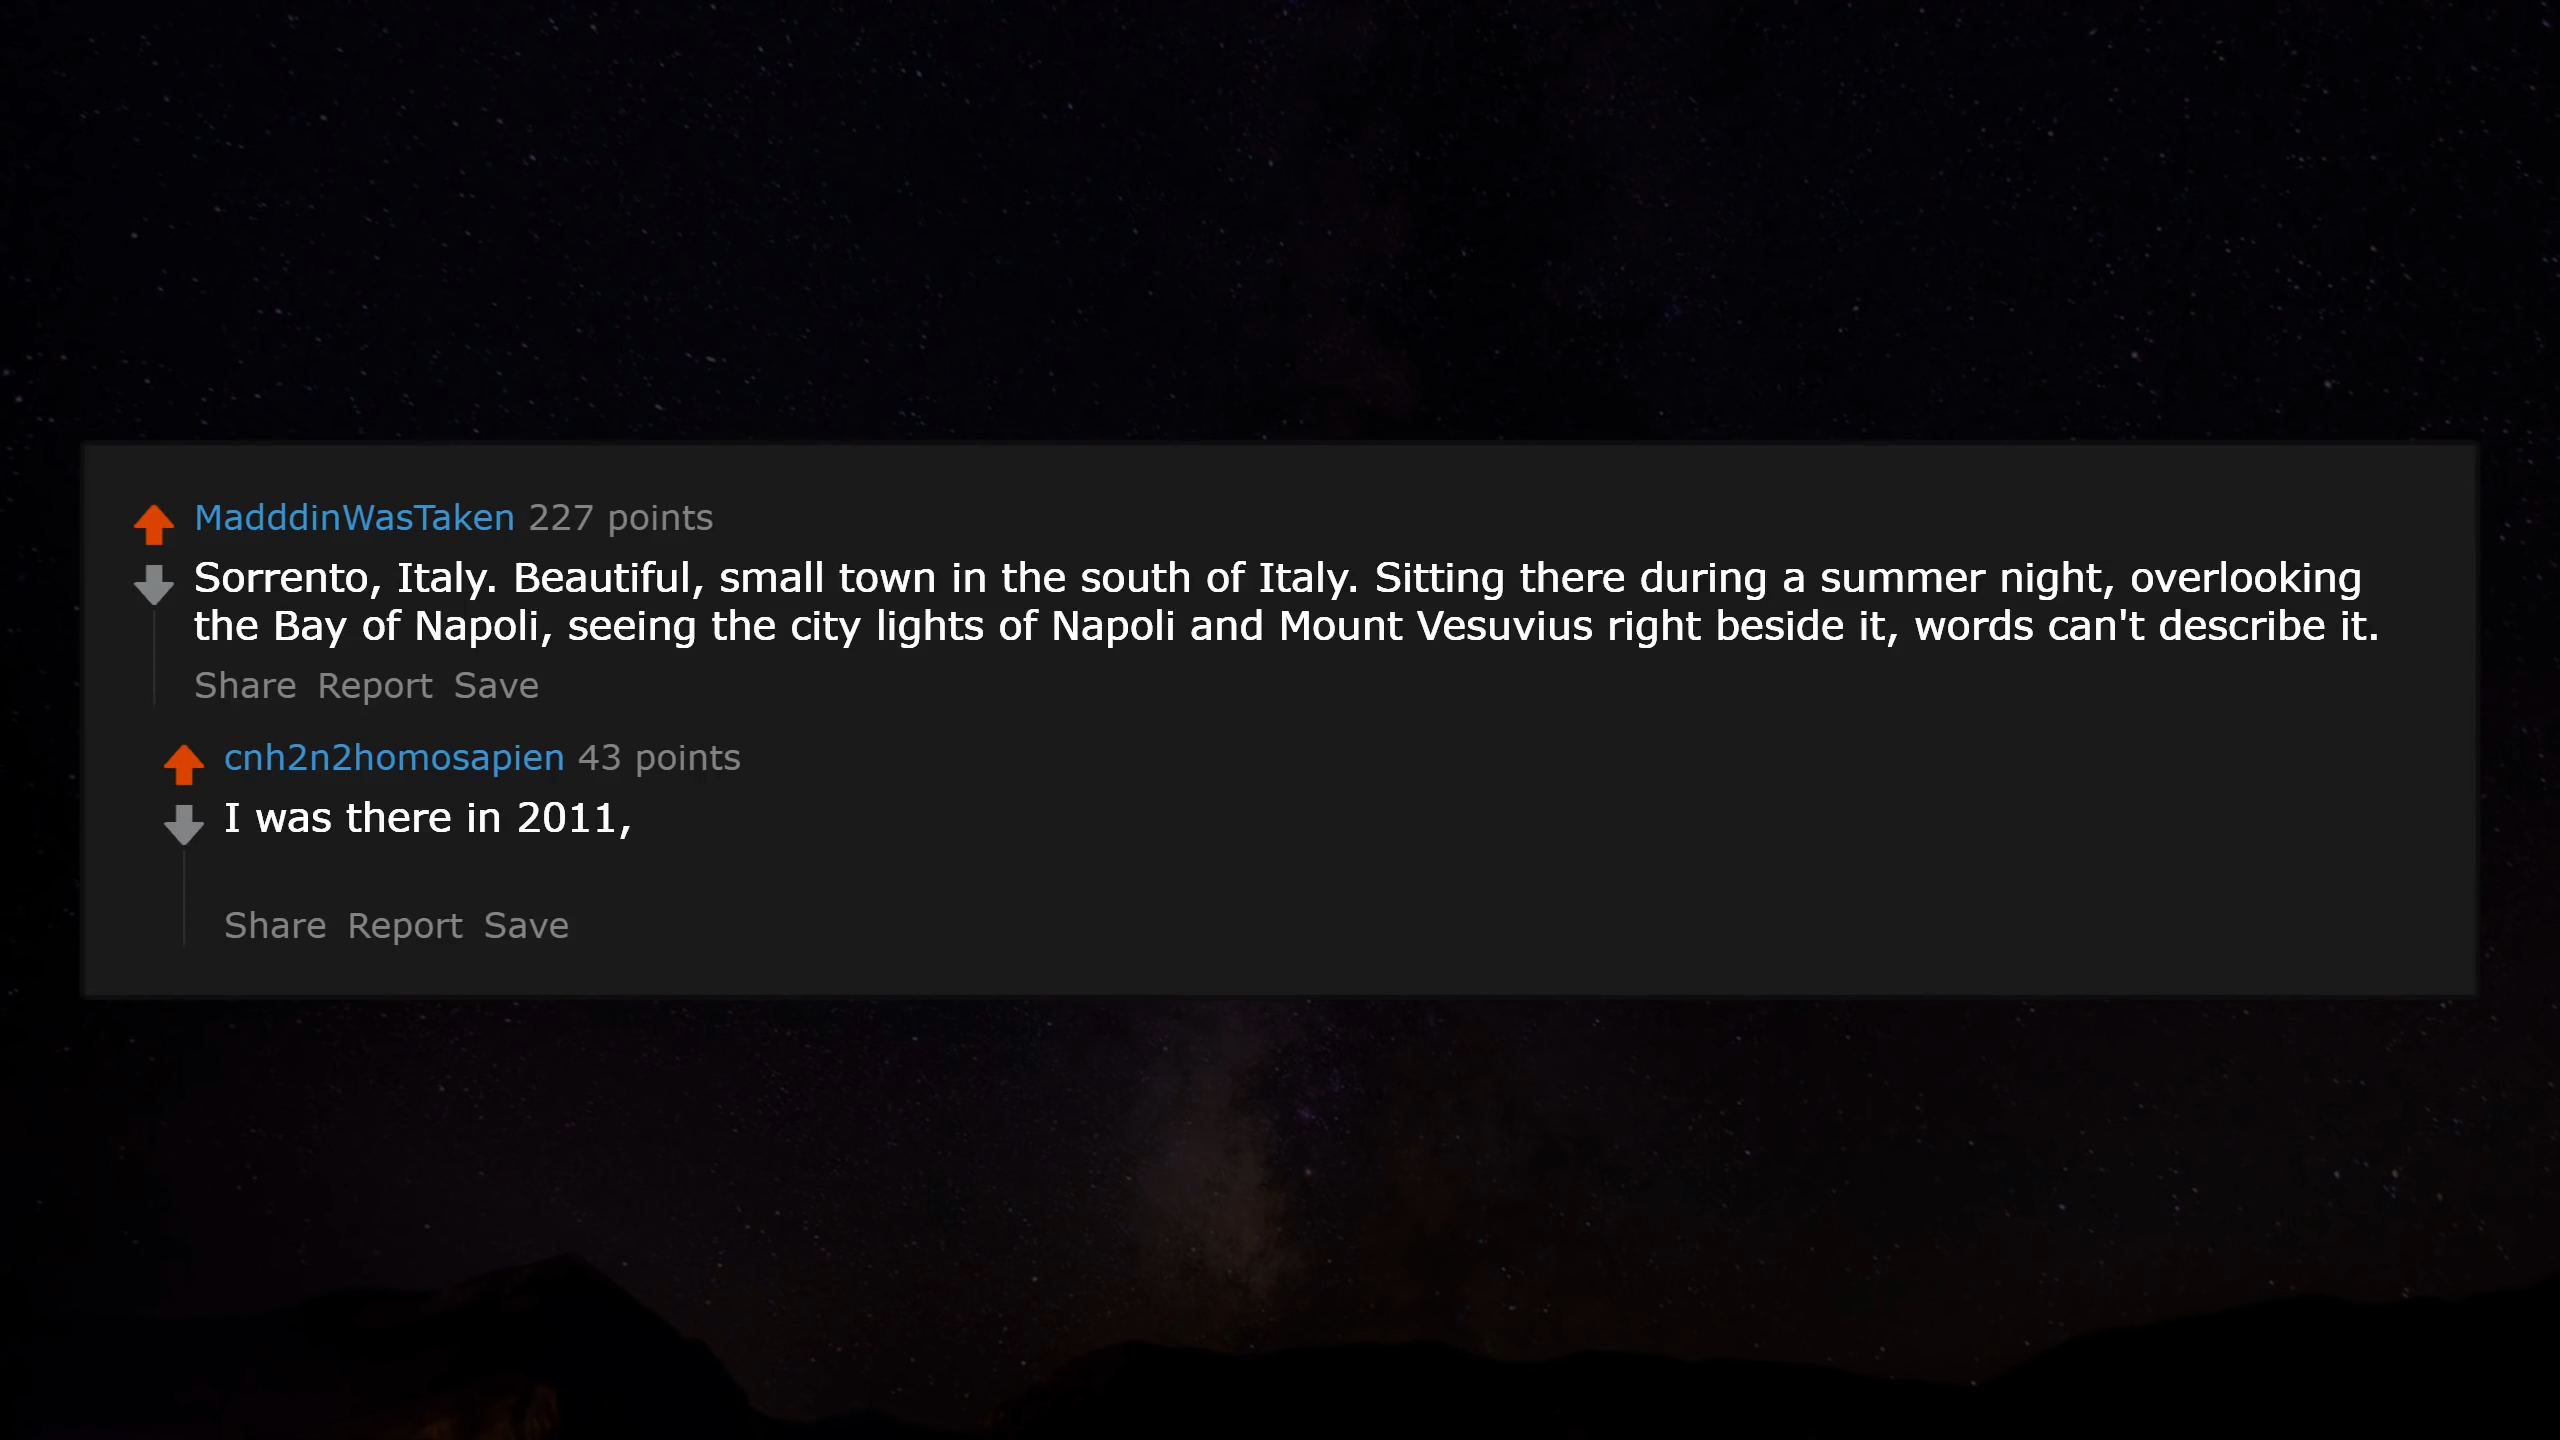 MadddinWasTaken 227 points
Sorrento, Italy. Beautiful, small town in the south of Italy. Sitting there during a summer night, overlooking
the Bay of Napoli, seeing the city lights of Napoli and Mount Vesuvius right beside it, words can't describe it.
Share Report Save
cnh2n2homosapien 43 points
I was there in 2011,
Share Report Save